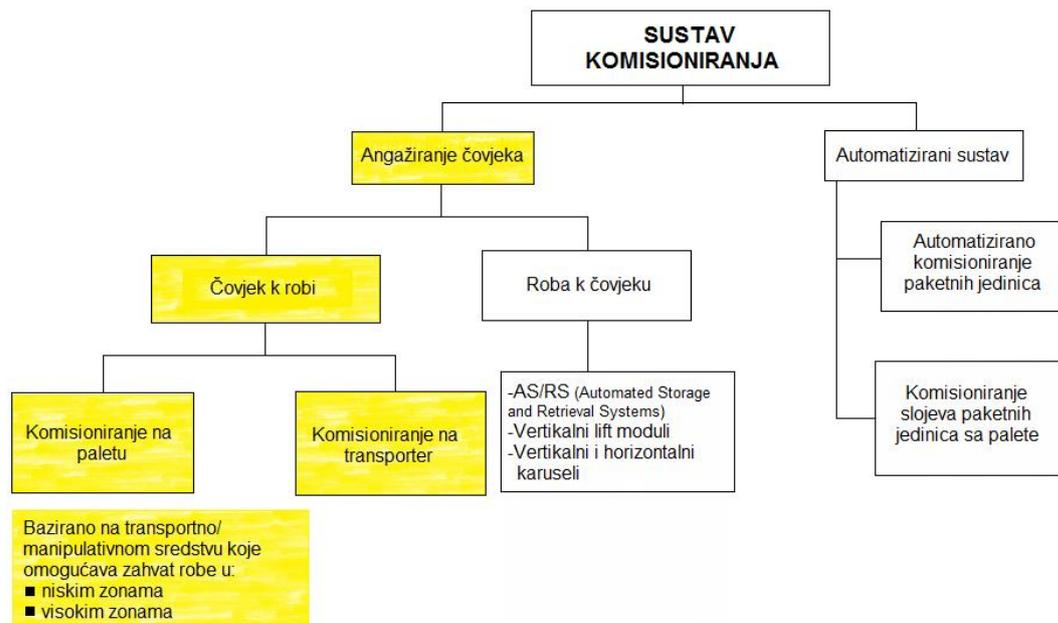 SUSTAV
KOMISIONIRANJA
Angažiranje čovjeka
Automatizirani sustav
Čovjek k robi
Roba k čovjeku
Automatizirano
komisioniranje
paketnih jedinica
Komisioniranje na
paletu
Komisioniranje na
transporter
-AS/RS (Automated Storage
and Retrieval Systems)
-Vertikalni lift moduli
-Vertikalni i horizontalni
karuseli
Komisioniranje
slojeva paketnih
jedinica sa palete
Bazirano na transportno/
manipulativnom sredstvu koje
omogućava zahvat robe u:
■ niskim zonama
■ visokim zonama